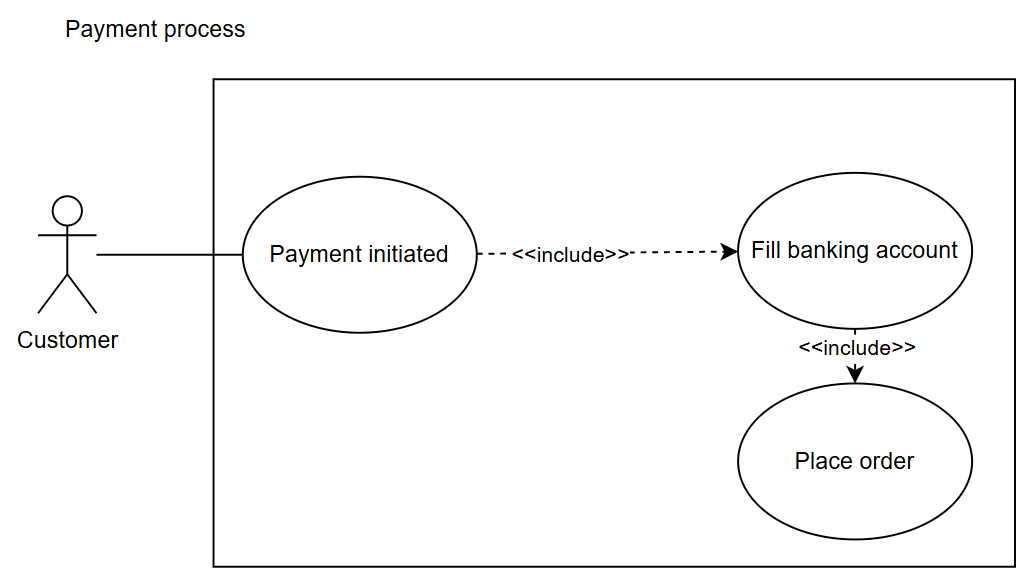 Payment process
Payment initiated
<<include>>
Fill banking account
<<include>>
Customer
Place order